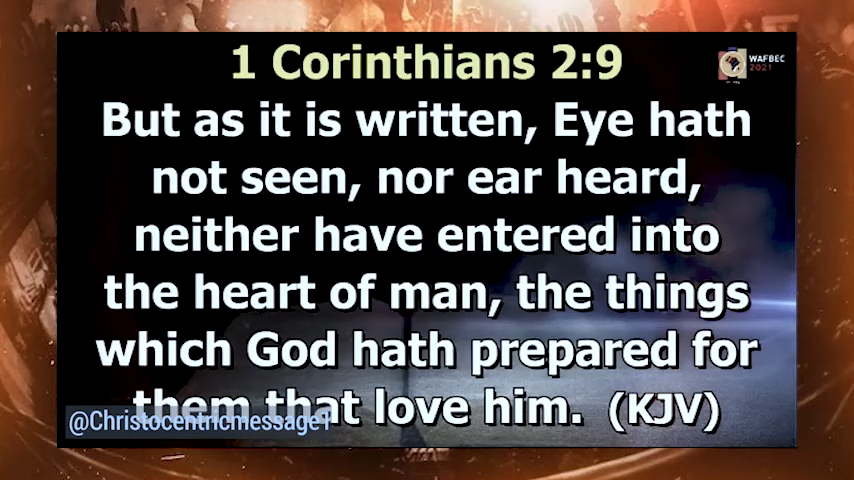 1 Corinthians 2:9
WAFBEC
2021
But as it is written, Eye hath
not seen, nor ear heard,
neither have entered into
the heart of man, the things
which God hath prepared for
them that love him. (KJV)
@Christocentricmessage1